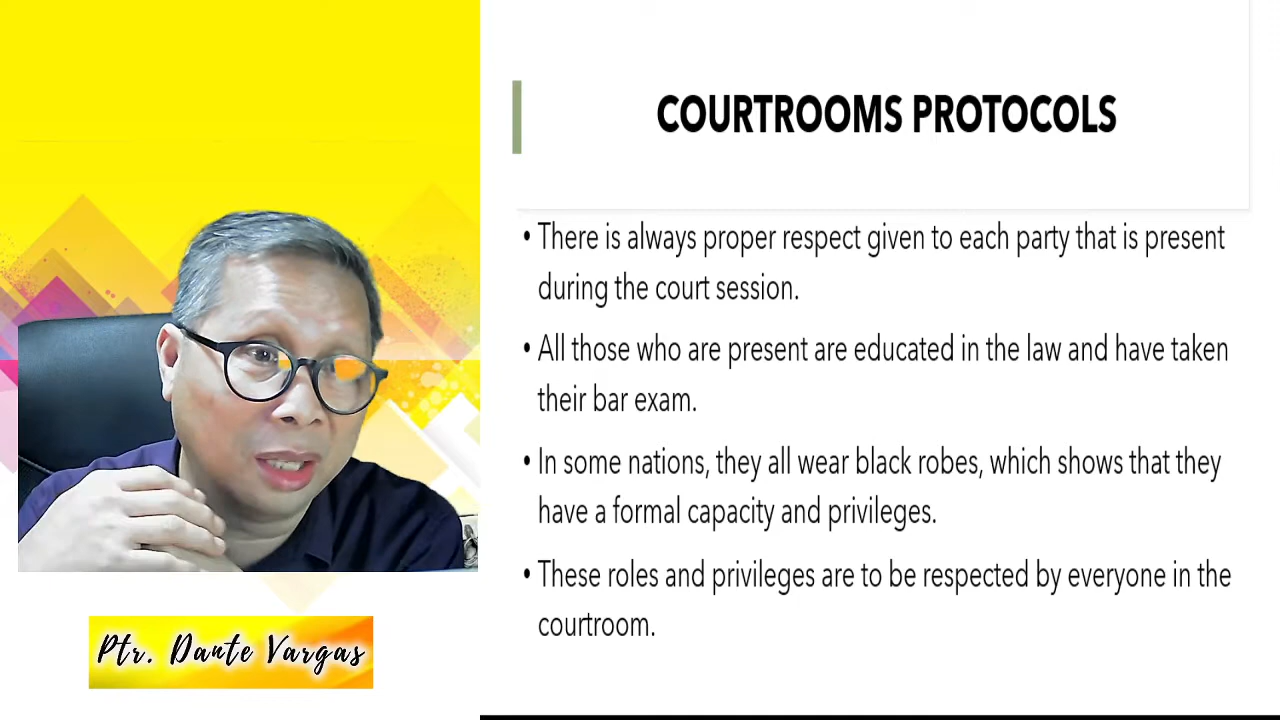 COURTROOMS PROTOCOLS
• There is always proper respect given to each party that is present
during the court session.
• All those who are present are educated in the law and have taken
their bar exam.
• In some nations, they all wear black robes, which shows that they
have a formal capacity and privileges.
• These roles and privileges are to be respected by everyone in the
courtroom.
Ptr. Dante Vargas